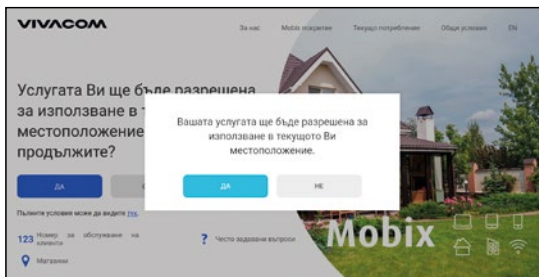 VIVACOM
За нас Mobix покритие Текущо потребление Общи условия EN
Услугата Ви ще бъде разрешена
за използване в
местоположение
продължите?
Вашата услугата ще бъде разрешена за
използване в текущото Ви
местоположение.
ДА НЕ
ДА
Пълните условия може да видите тук.
123 Номер за обслужване на
клиенти
? Често задавани въпроси
Магазини
Mobix